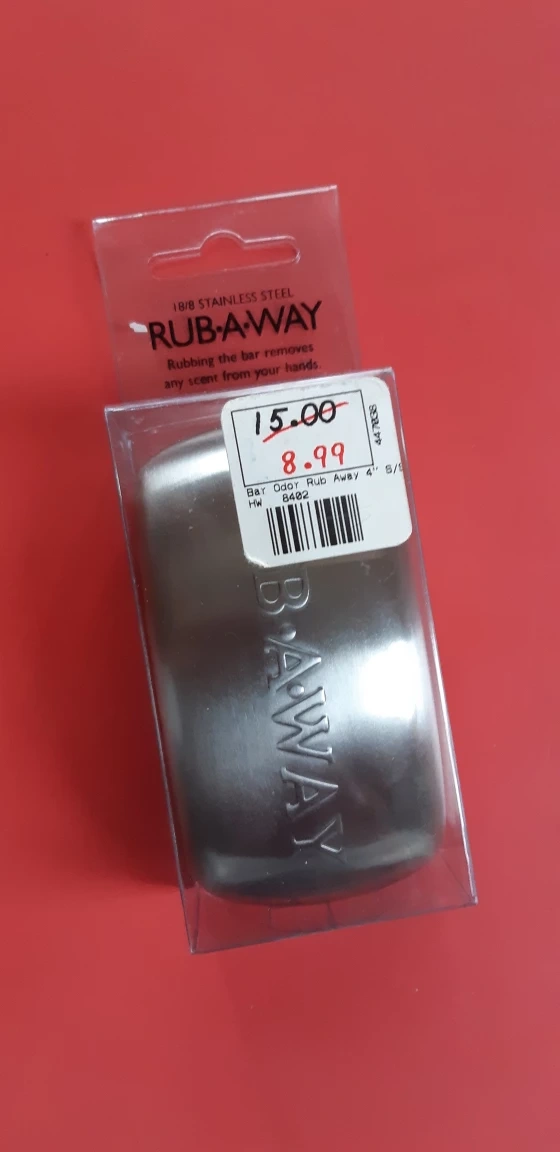 18/8 STAINLESS STEEL
RUB•A•WAY
Rubbing the bar removes
any scent from your hands.
15.00
8.99
447038
Bar Odor Rub Away 4" S/S
HW 8402
B•A•WAY